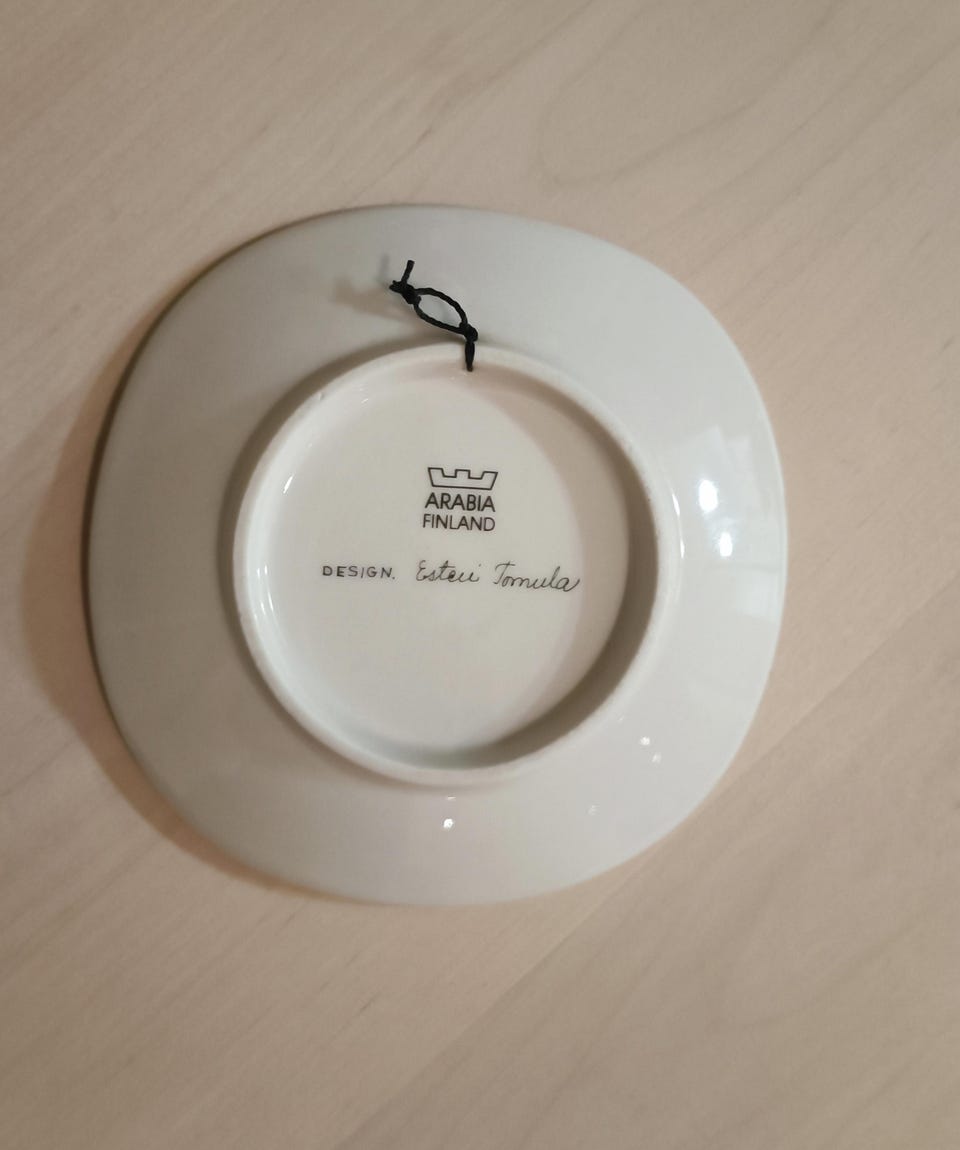 ARABIA
FINLAND
DESIGN. Esteri Tomula